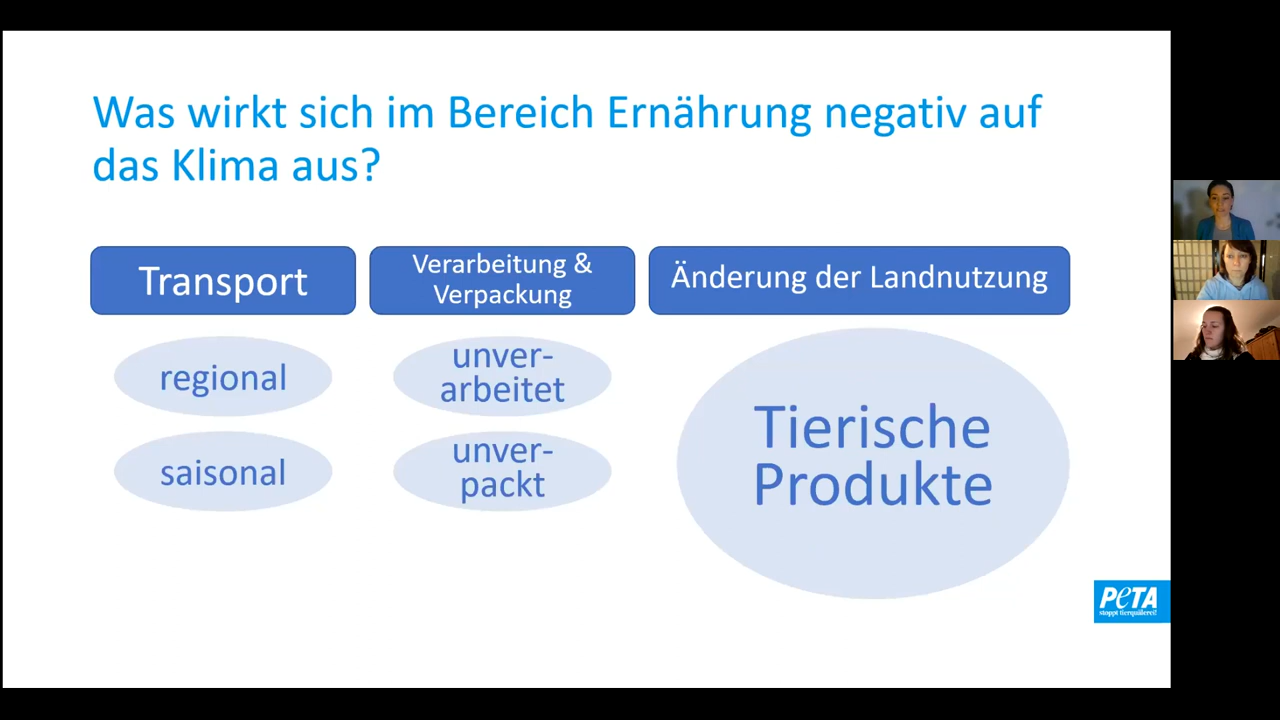 Was wirkt sich im Bereich Ernährung negativ auf
das Klima aus?
Transport
Verarbeitung &
Verpackung
Änderung der Landnutzung
regional
saisonal
unver-
arbeitet
unver-
packt
Tierische
Produkte
PeTA
stoppt tierquälerei!